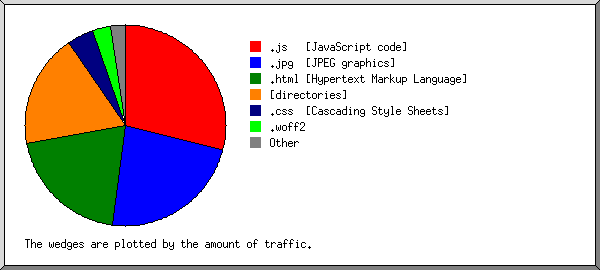 .js [JavaScript code]
.jpg [JPEG graphics]
.html [Hypertext Markup Language]
[directories]
.css [Cascading Style Sheets]
.woff2
Other
The wedges are plotted by the amount of traffic.